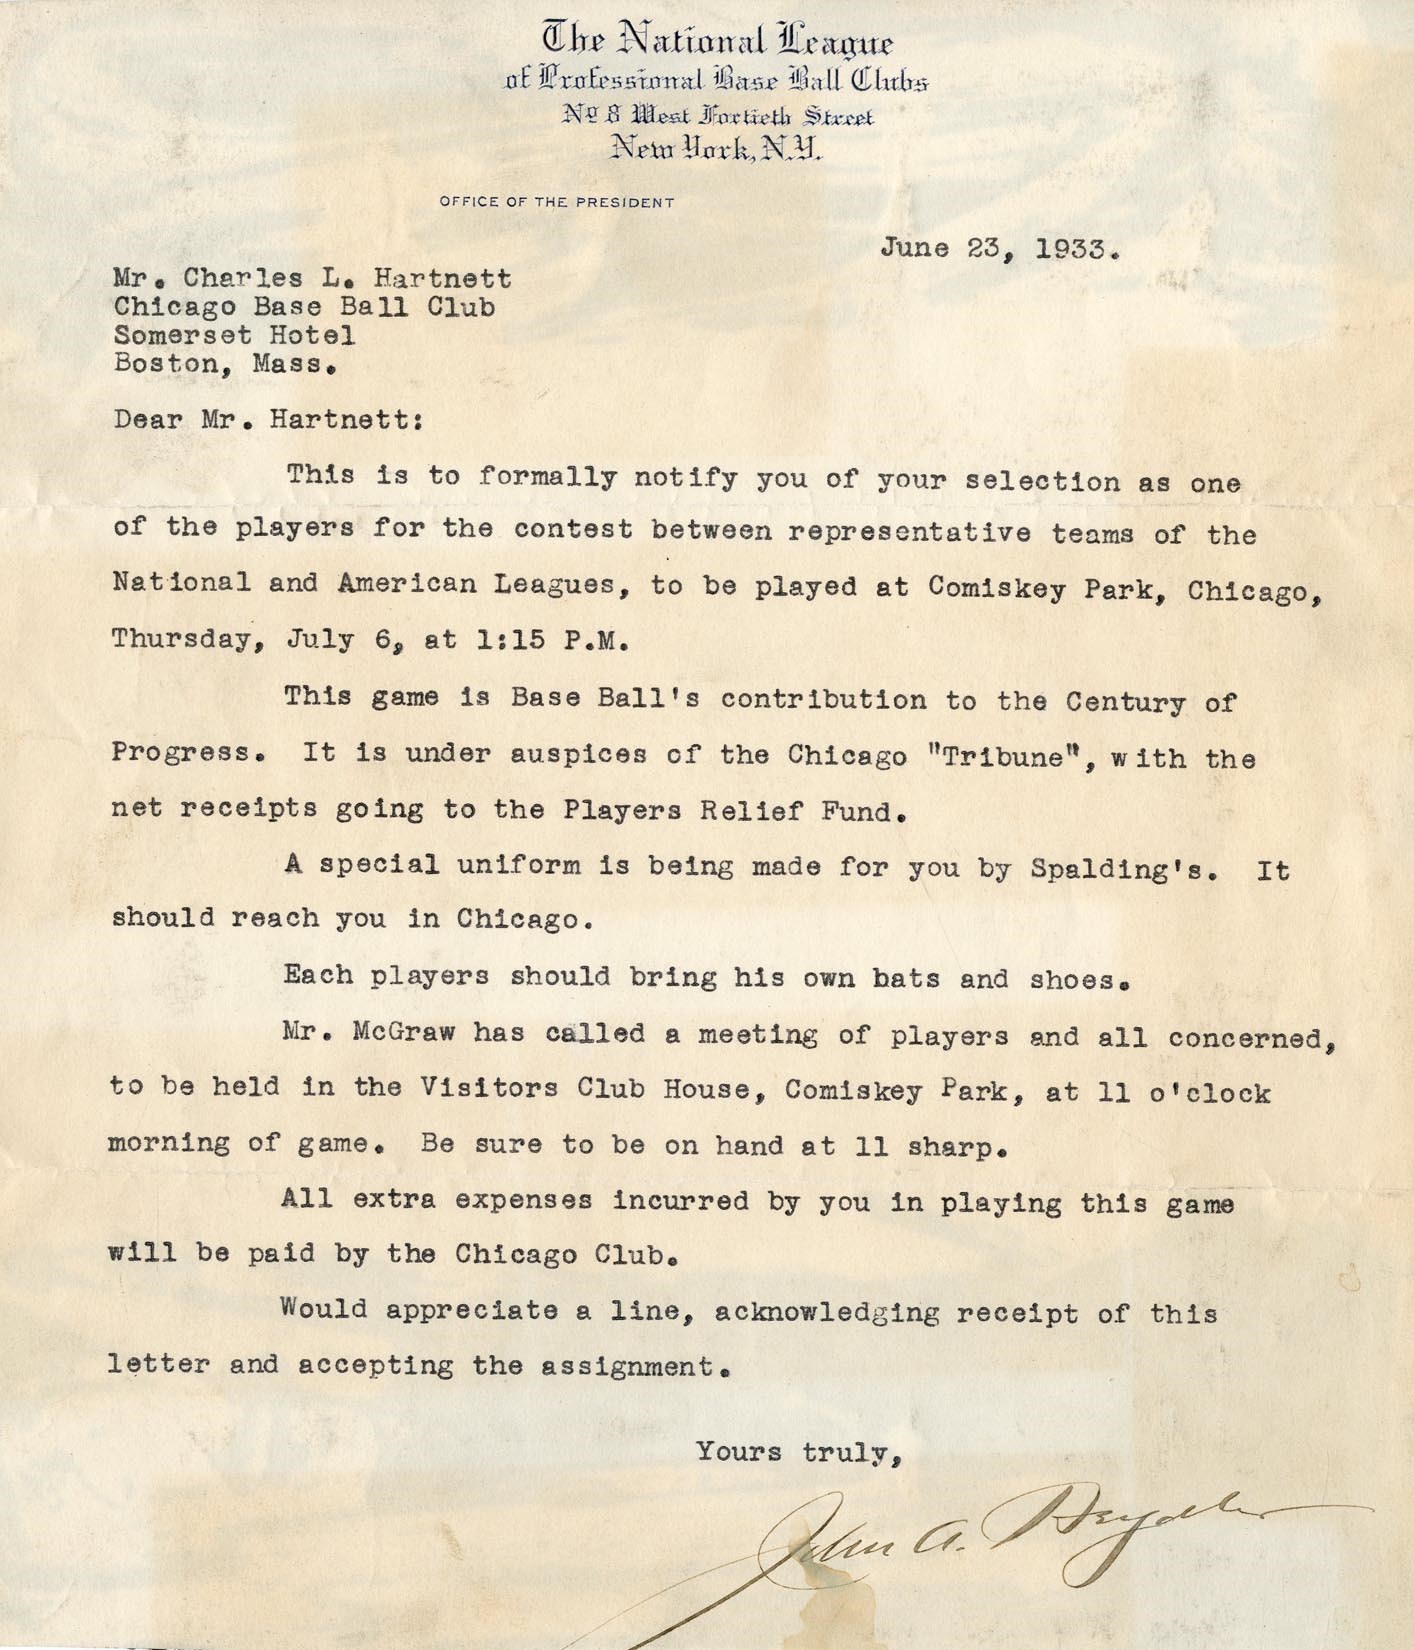 The National League
of Professional Base Ball Clubs
No 8 West Fortieth Street
New York, N.Y.
OFFICE OF THE PRESIDENT
June 23, 1933.
Mr. Charles L. Hartnett
Chicago Base Ball Club
Somerset Hotel
Boston, Mass.
Dear Mr. Hartnett:
This is to formally notify you of your selection as one
of the players for the contest between representative teams of the
National and American Leagues, to be played at Comiskey Park, Chicago,
Thursday, July 6, at 1:15 P.M.
This game is Base Ball's contribution to the Century of
Progress. It is under auspices of the Chicago "Tribune", with the
net receipts going to the Players Relief Fund.
A special uniform is being made for you by Spalding's. It
should reach you in Chicago.
Each players should bring his own bats and shoes.
Mr. McGraw has called a meeting of players and all concerned,
to be held in the Visitors Club House, Comiskey Park, at 11 o'clock
morning of game. Be sure to be on hand at 11 sharp.
All extra expenses incurred by you in playing this game
will be paid by the Chicago Club.
Would appreciate a line, acknowledging receipt of this
letter and accepting the assignment.
Yours truly,
John A. Heydler